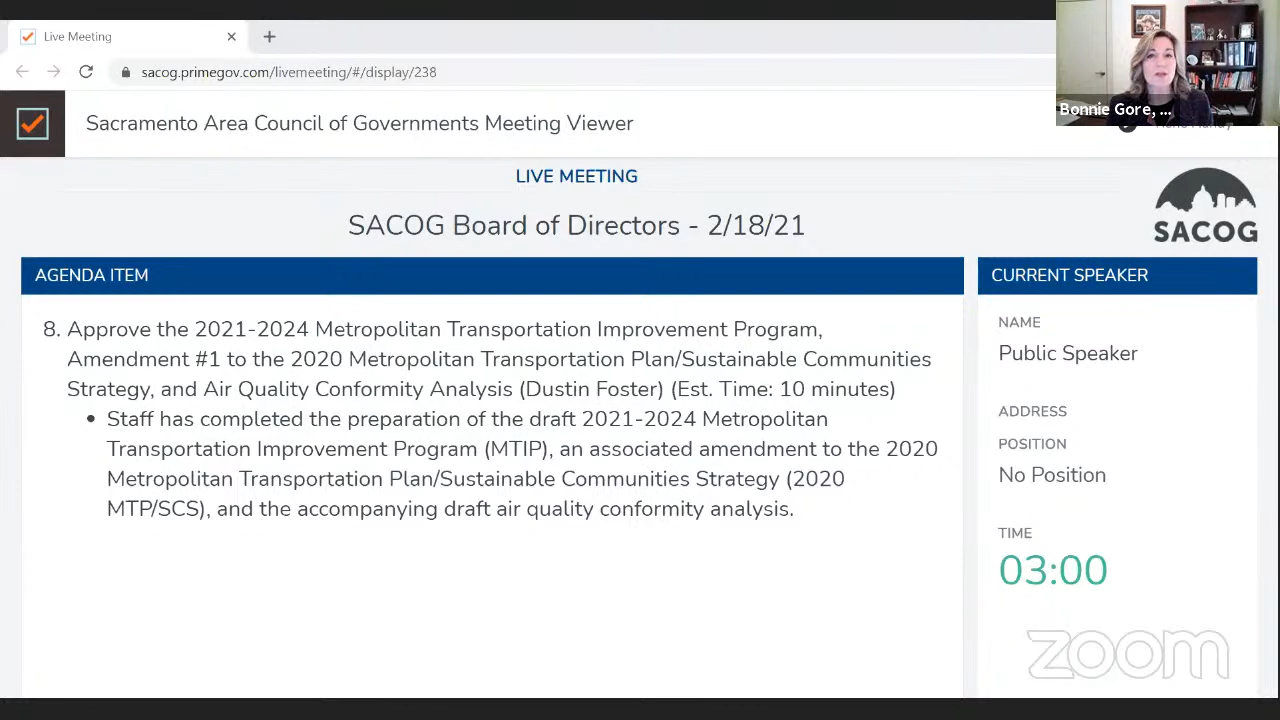 Live Meeting
sacog.primegov.com/livemeeting/#/display/238
Bonnie Gore, ...
Sacramento Area Council of Governments Meeting Viewer
LIVE MEETING
SACOG Board of Directors - 2/18/21
SACOG
AGENDA ITEM
8. Approve the 2021-2024 Metropolitan Transportation Improvement Program,
Amendment #1 to the 2020 Metropolitan Transportation Plan/Sustainable Communities
Strategy, and Air Quality Conformity Analysis (Dustin Foster) (Est. Time: 10 minutes)
• Staff has completed the preparation of the draft 2021-2024 Metropolitan
Transportation Improvement Program (MTIP), an associated amendment to the 2020
Metropolitan Transportation Plan/Sustainable Communities Strategy (2020
MTP/SCS), and the accompanying draft air quality conformity analysis.
CURRENT SPEAKER
NAME
Public Speaker
ADDRESS
POSITION
No Position
TIME
03:00
zoom